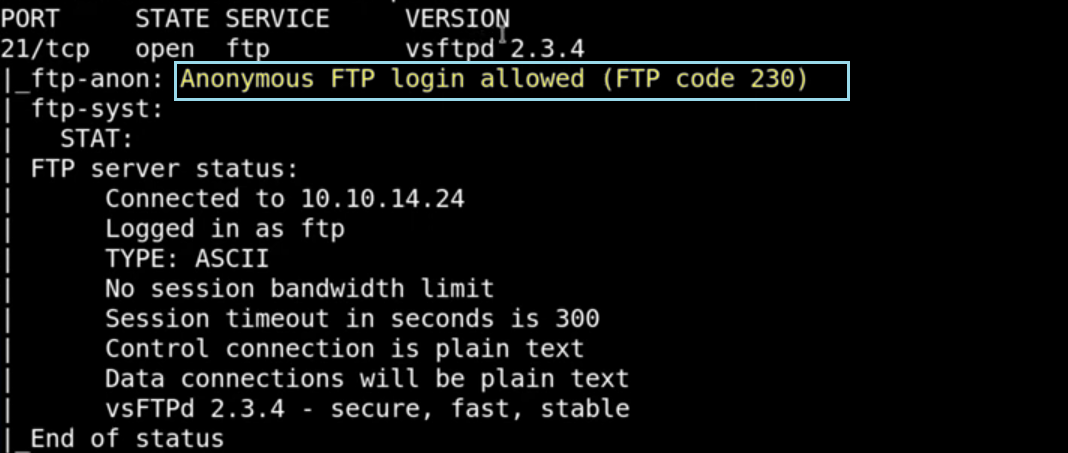 PORT     STATE SERVICE     VERSION
21/tcp   open  ftp         vsftpd 2.3.4
|_ftp-anon: Anonymous FTP login allowed (FTP code 230)
| ftp-syst:
|   STAT:
| FTP server status:
|      Connected to 10.10.14.24
|      Logged in as ftp
|      TYPE: ASCII
|      No session bandwidth limit
|      Session timeout in seconds is 300
|      Control connection is plain text
|      Data connections will be plain text
|      vsFTPd 2.3.4 - secure, fast, stable
|_End of status